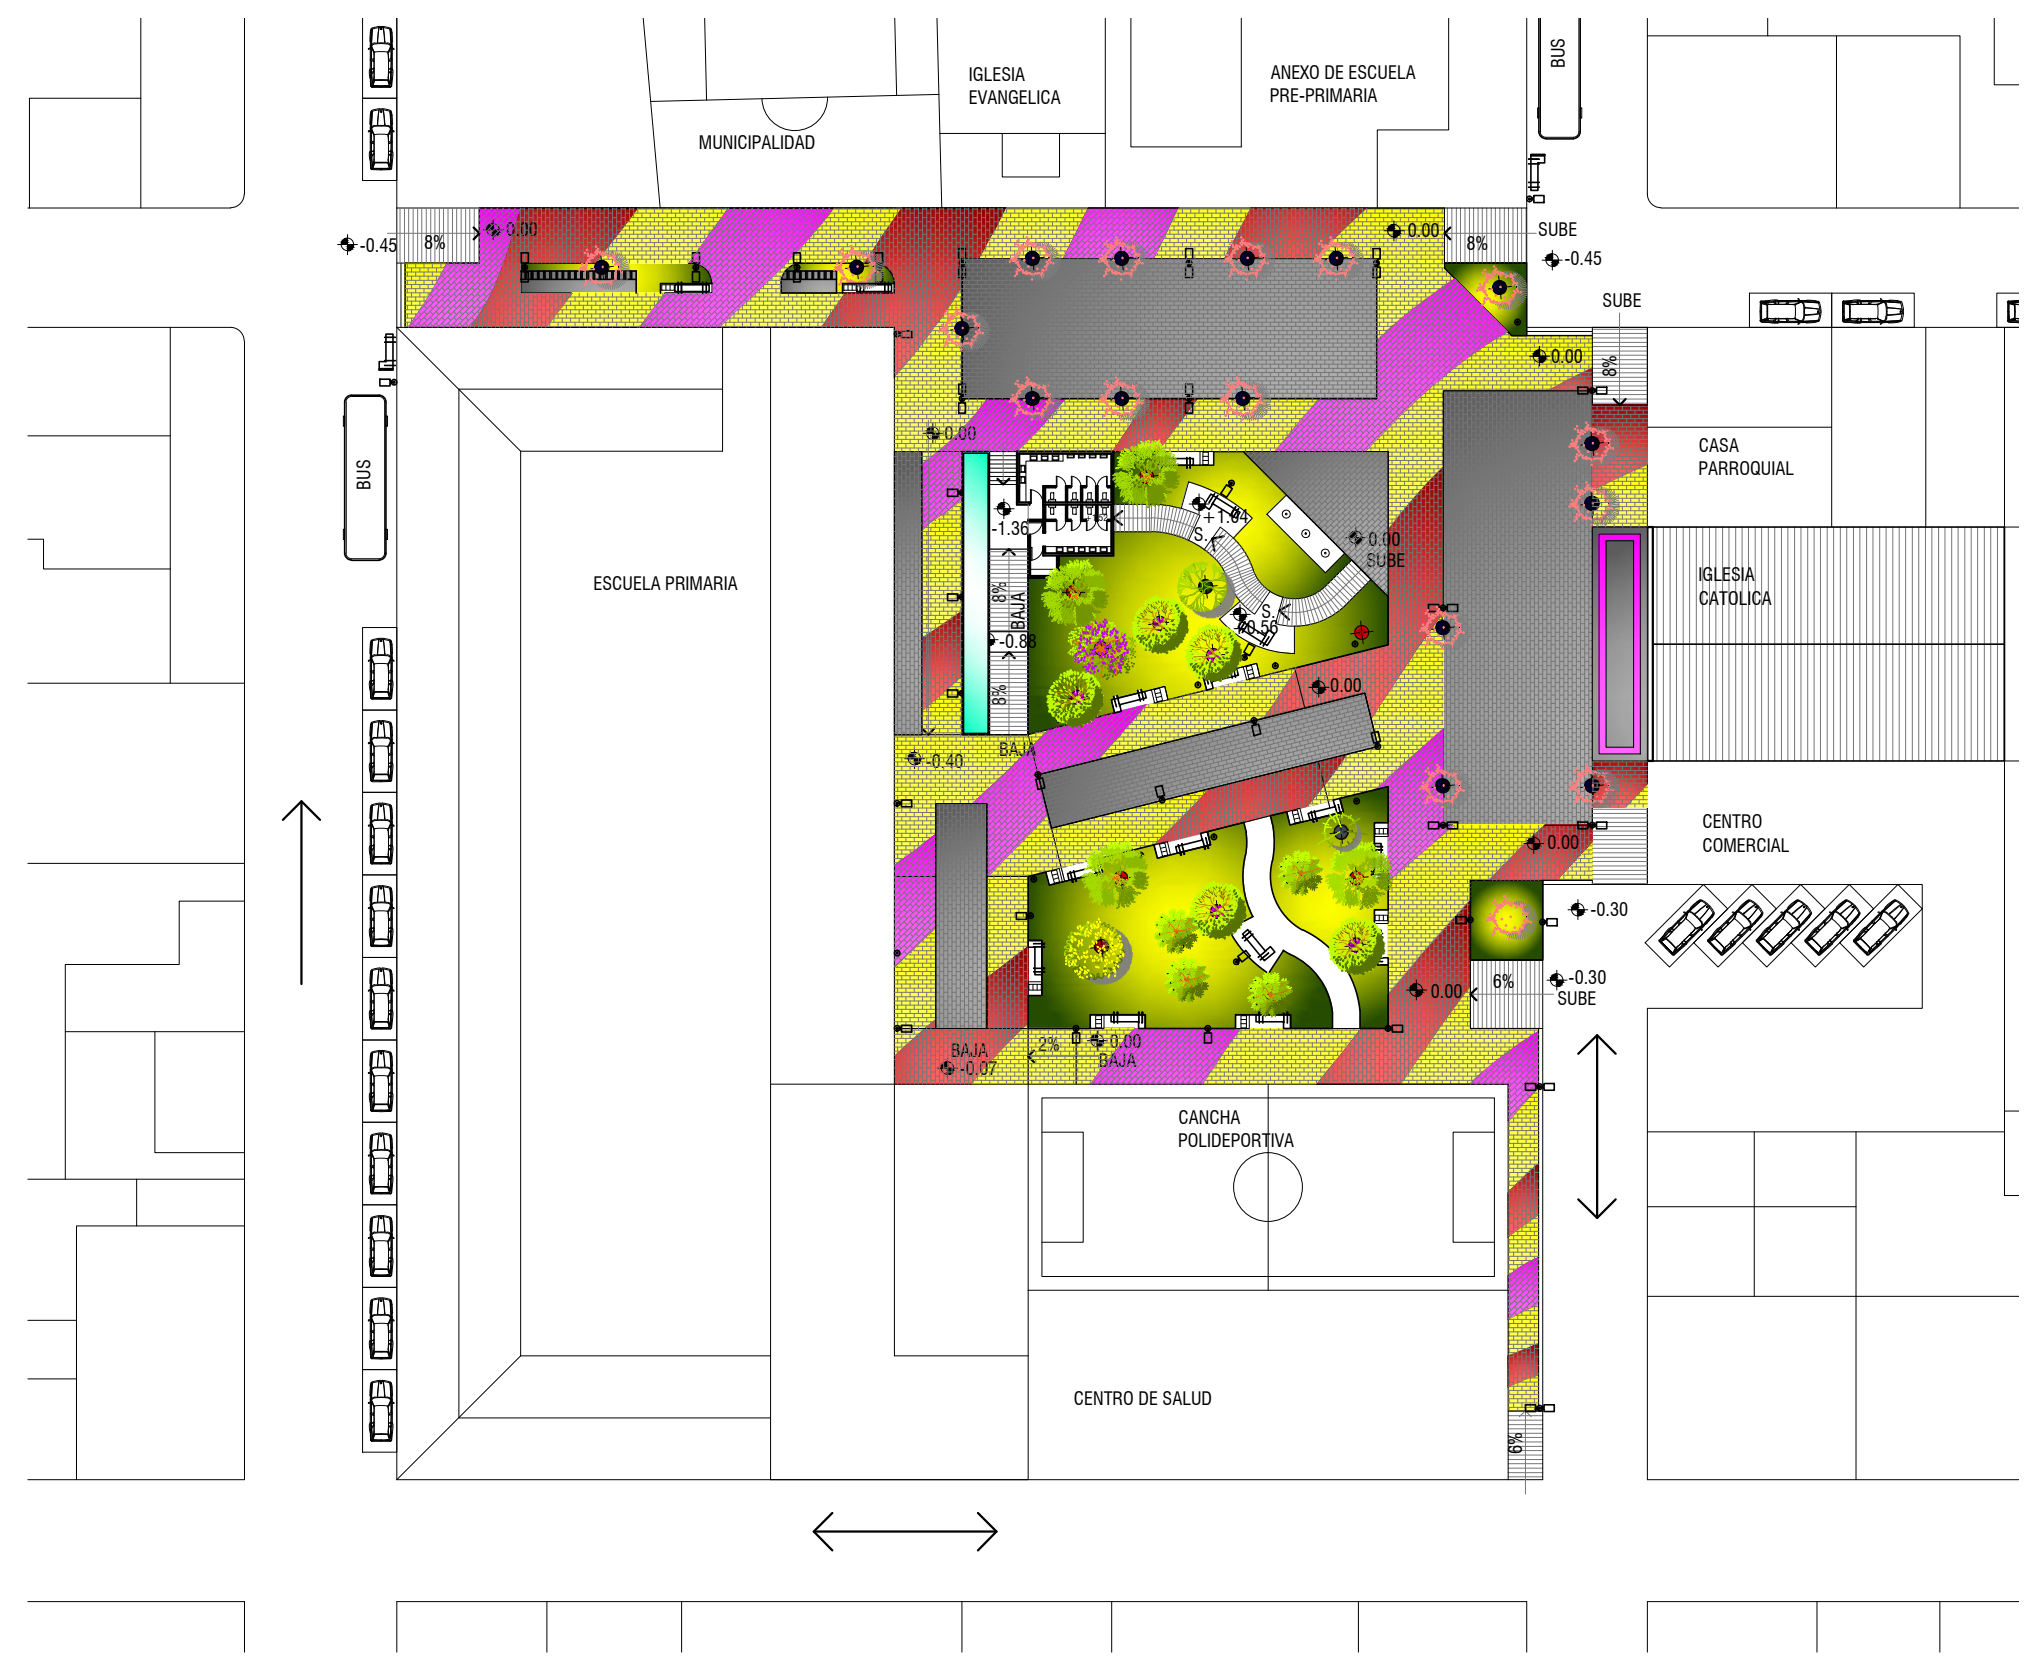 BUS
IGLESIA
EVANGELICA
ANEXO DE ESCUELA
PRE-PRIMARIA
MUNICIPALIDAD
-0.45
8%
0.00
0.00
8%
SUBE
-0.45
SUBE
0.00
8%
0.00
CASA
PARROQUIAL
BUS
-1.36
+1.04
S.
0.00
SUBE
ESCUELA PRIMARIA
8%
BAJA
IGLESIA
CATOLICA
S.
+0.56
-0.88
8%
0.00
BAJA
-0.40
CENTRO
COMERCIAL
0.00
-0.30
6%
-0.30
SUBE
0.00
BAJA
-0.07
2%
0.00
BAJA
CANCHA
POLIDEPORTIVA
CENTRO DE SALUD
6%